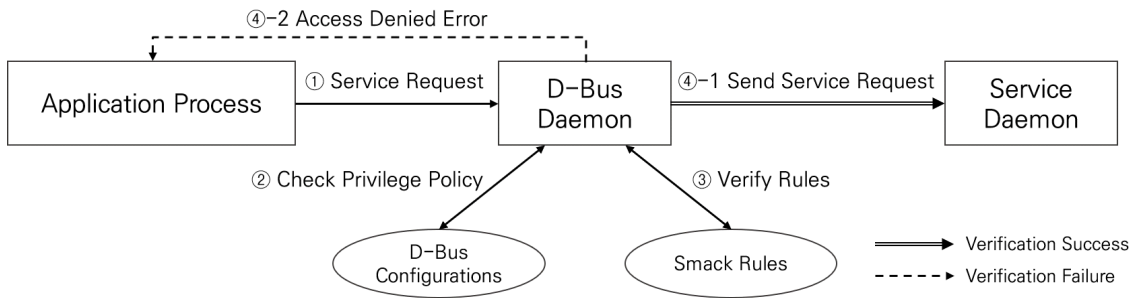 ④-2 Access Denied Error
Application Process
① Service Request
D-Bus
Daemon
④-1 Send Service Request
Service
Daemon
② Check Privilege Policy
③ Verify Rules
D-Bus
Configurations
Smack Rules
Verification Success
Verification Failure